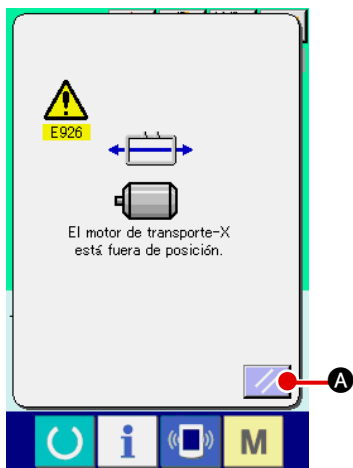 E926
El motor de transporte-X
está fuera de posición.
A
i
M